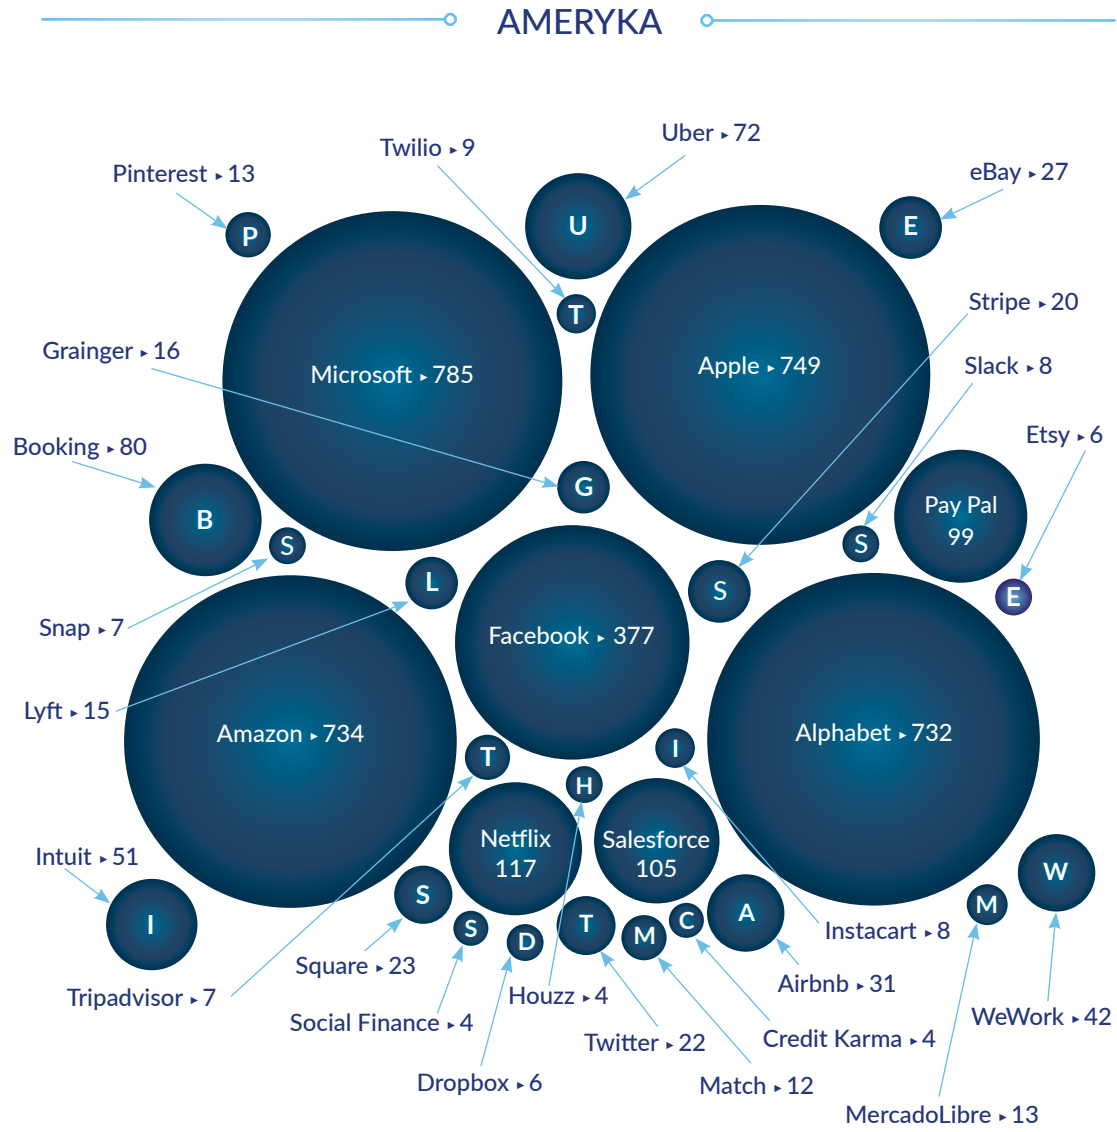 AMERYKA
Uber ▸ 72
Twilio ▸ 9
Pinterest ▸ 13
eBay ▸ 27
U
E
P
Stripe ▸ 20
T
Grainger ▸ 16
Microsoft ▸ 785
Apple ▸ 749
Slack ▸ 8
Etsy ▸ 6
Booking ▸ 80
G
Pay Pal
99
B
S
S
L
S
E
Snap ▸ 7
Facebook ▸ 377
Lyft ▸ 15
Amazon ▸ 734
Alphabet ▸ 732
T
I
H
Netflix
117
Salesforce
105
Intuit ▸ 51
W
S
I
S
D
T
M
C
A
M
Square ▸ 23
Instacart ▸ 8
Tripadvisor ▸ 7
Houzz ▸ 4
Airbnb ▸ 31
Social Finance ▸ 4
WeWork ▸ 42
Twitter ▸ 22
Credit Karma ▸ 4
Dropbox ▸ 6
Match ▸ 12
MercadoLibre ▸ 13